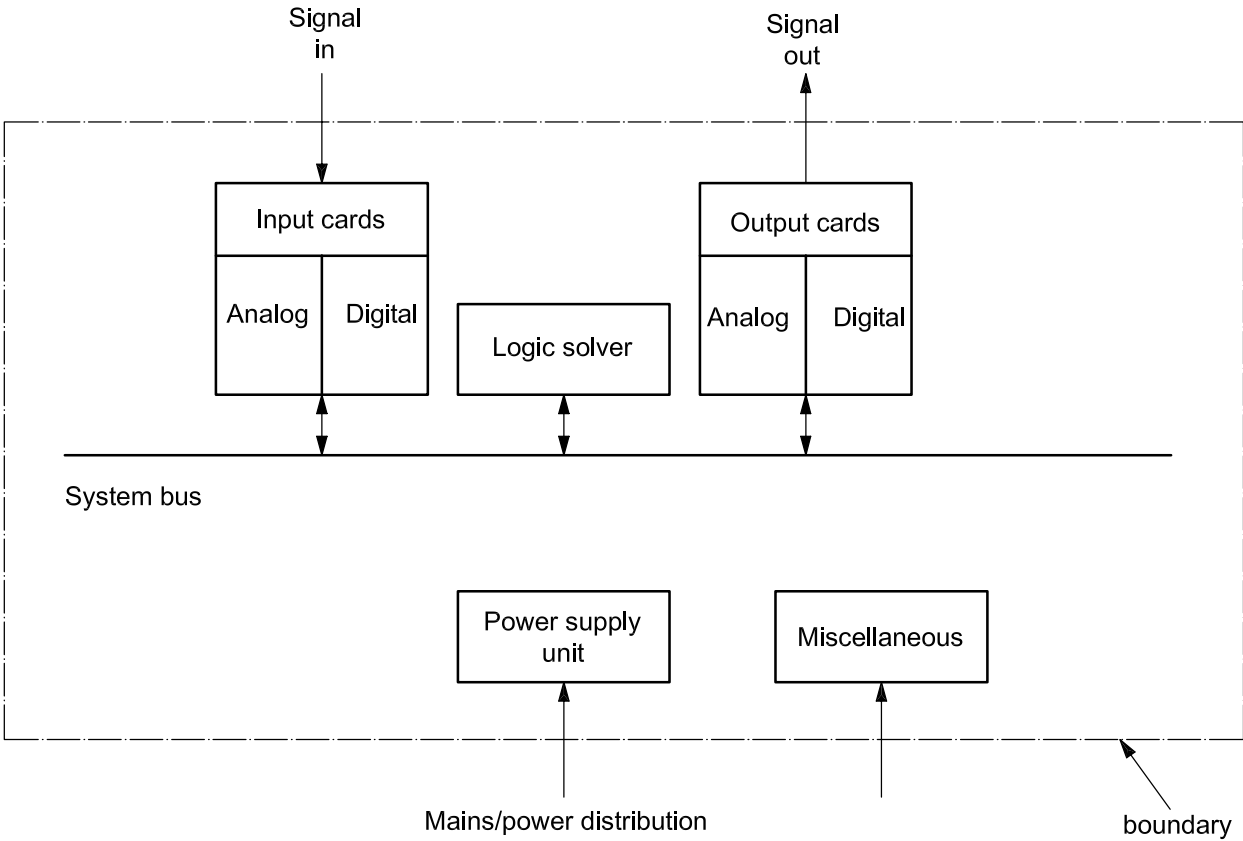 Signal
in
Signal
out
Input cards
Output cards
Analog
Digital
Logic solver
Analog
Digital
System bus
Power supply
unit
Miscellaneous
Mains/power distribution
boundary